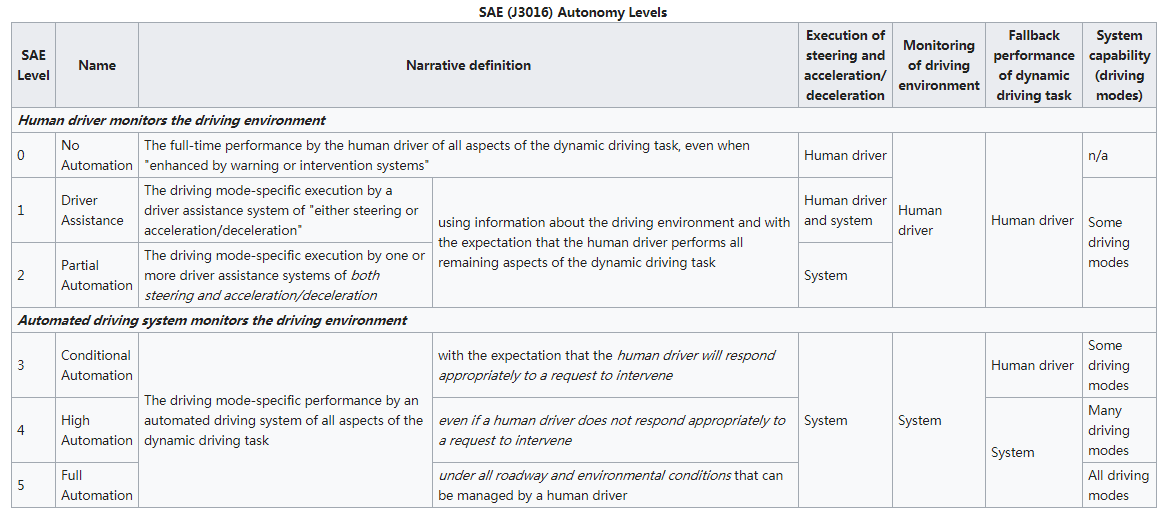 SAE (J3016) Autonomy Levels
SAE
Level
Name
Narrative definition
Execution of
steering and
acceleration/
deceleration
Monitoring
of driving
environment
Fallback
performance
of dynamic
driving task
System
capability
(driving
modes)
Human driver monitors the driving environment
0
No
Automation
The full-time performance by the human driver of all aspects of the dynamic driving task, even when
"enhanced by warning or intervention systems"
Human driver
Human
driver
Human driver
n/a
1
Driver
Assistance
The driving mode-specific execution by a
driver assistance system of "either steering or
acceleration/deceleration"
using information about the driving environment and with
the expectation that the human driver performs all
remaining aspects of the dynamic driving task
Human driver
and system
Some
driving
modes
2
Partial
Automation
The driving mode-specific execution by one or
more driver assistance systems of both
steering and acceleration/deceleration
System
Automated driving system monitors the driving environment
3
Conditional
Automation
The driving mode-specific performance by an
automated driving system of all aspects of the
dynamic driving task
with the expectation that the human driver will respond
appropriately to a request to intervene
System
System
Human driver
Some
driving
modes
4
High
Automation
even if a human driver does not respond appropriately to
a request to intervene
System
Many
driving
modes
5
Full
Automation
under all roadway and environmental conditions that can
be managed by a human driver
All driving
modes